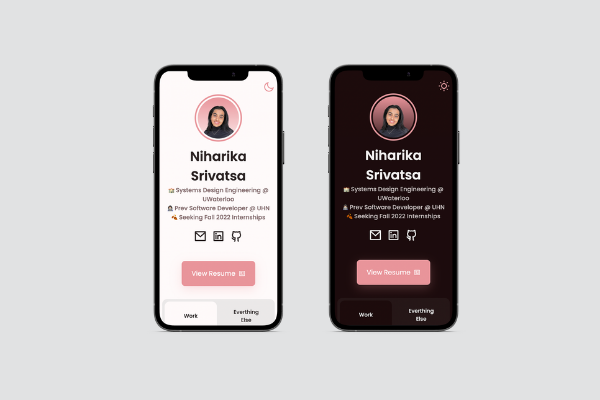 Niharika
Srivatsa
Systems Design Engineering @
UWaterloo
Prev Software Developer @ UHN
Seeking Fall 2022 Internships
View Resume
Work
Everthing
Else
Niharika
Srivatsa
Systems Design Engineering @
UWaterloo
Prev Software Developer @ UHN
Seeking Fall 2022 Internships
View Resume
Work
Everthing
Else